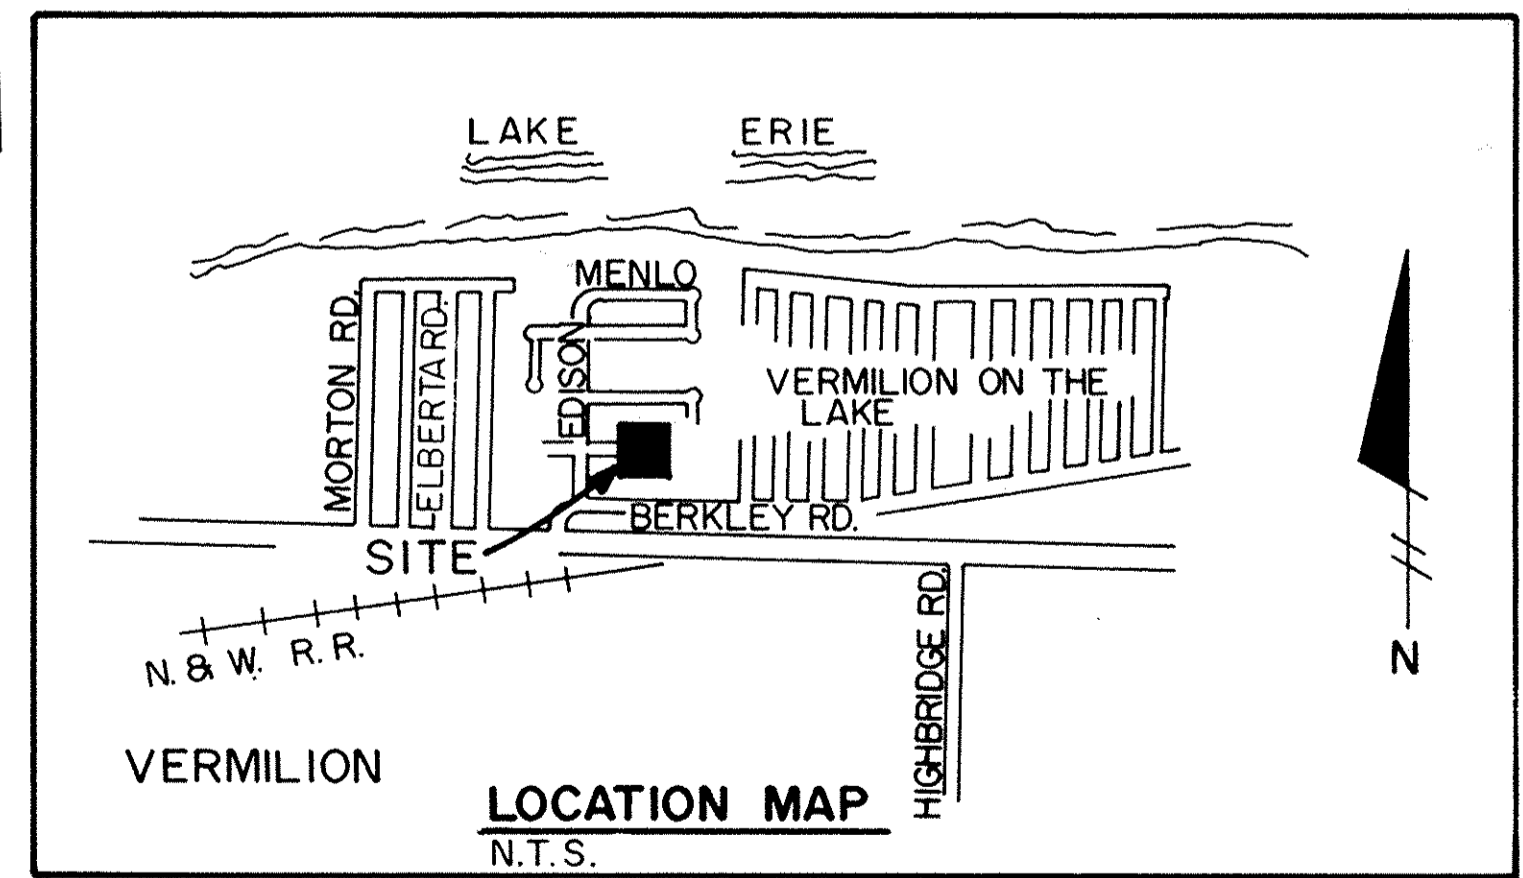 LAKE ERIE
MENLO
MORTON RD.
ELBERTA RD.
EDISON
VERMILION ON THE
LAKE
BERKLEY RD.
SITE
HIGHBRIDGE RD.
N. & W. R. R.
N
VERMILION
LOCATION MAP
N.T.S.